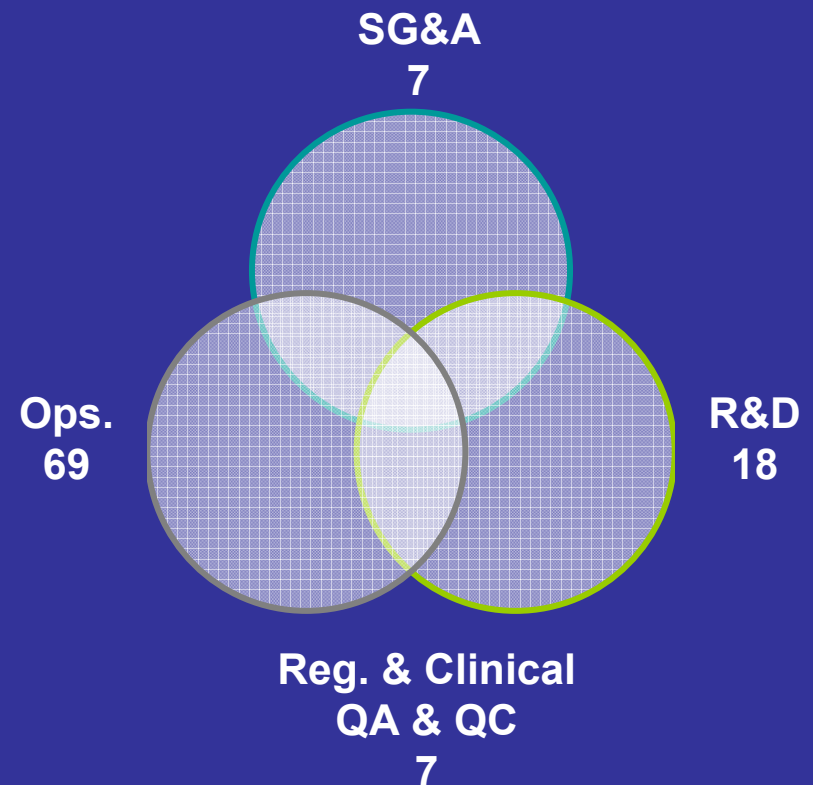 SG&A
7
Ops.
69
R&D
18
Reg. & Clinical
QA & QC
7